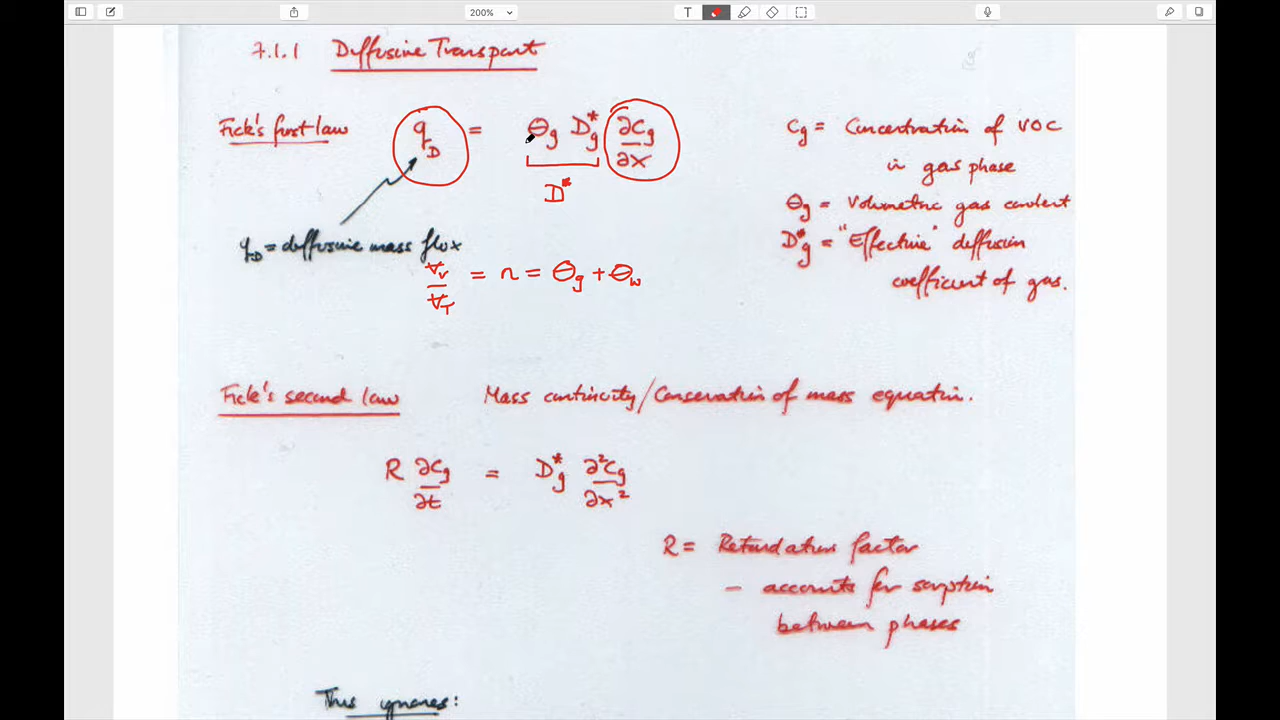 200%
T
7.1.1 Diffusive Transport
Fick's first law q_D = θ_g D*_g ∂C_g/∂x
D*
C_g = Concentration of VOC
in gas phase
θ_g = Volumetric gas content
D*_g = "Effective" diffusion
coefficient of gas.
q_D = diffusive mass flux
∀_v/∀_T = n = θ_g + θ_w
Fick's second law Mass continuity/Conservation of mass equation.
R ∂C_g/∂t = D*_g ∂²C_g/∂x²
R = Retardation factor
- accounts for sorption
between phases
This ignores: